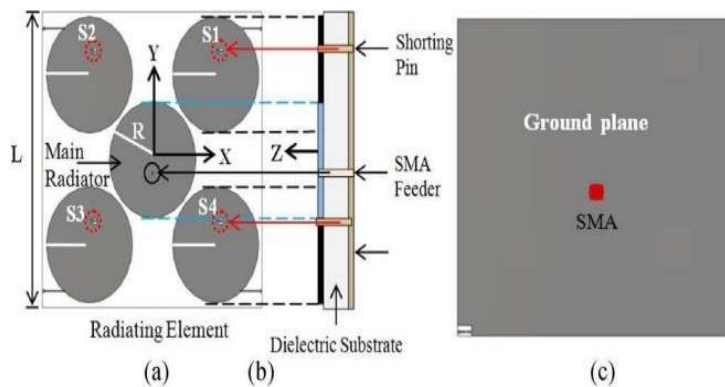 S2
S1
Y
Shorting
Pin
L
R
Main
Radiator
X
Z
SMA
Feeder
S3
S4
Radiating Element
Dielectric Substrate
(a)
(b)
Ground plane
SMA
(c)